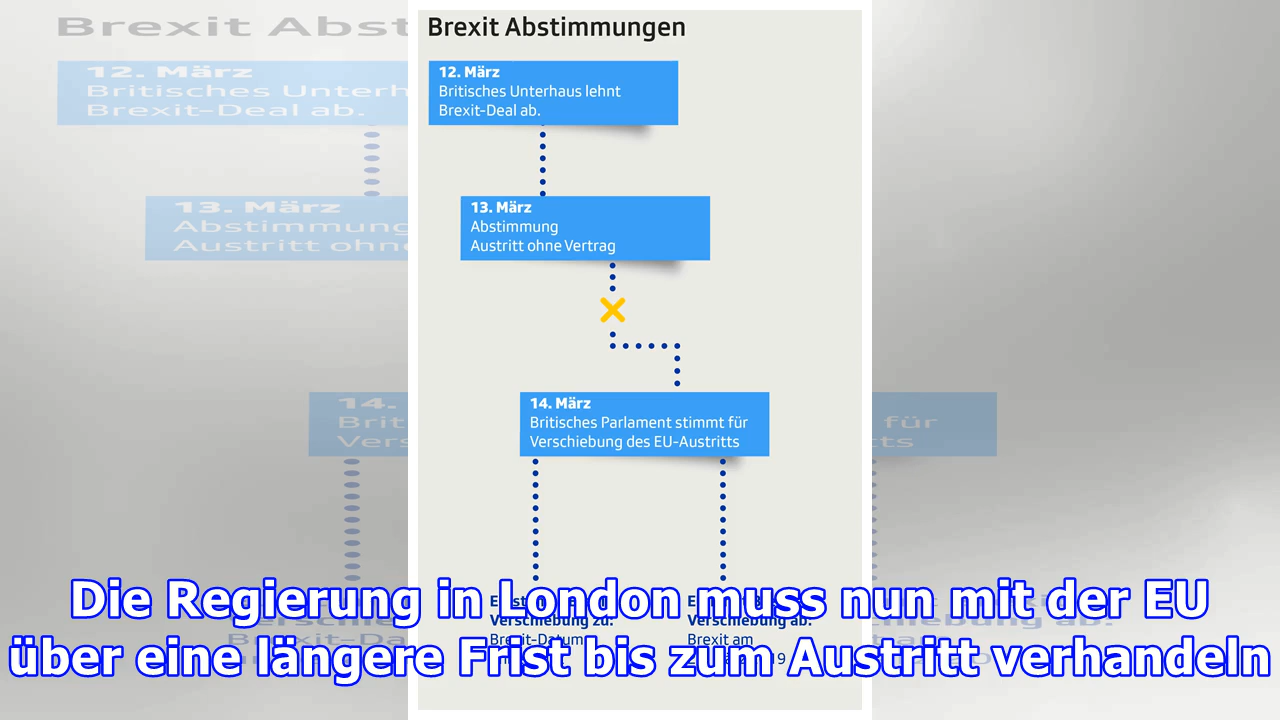 Brexit Abstimmungen
12. März
Britisches Unterhaus lehnt
Brexit-Deal ab.
13. März
Abstimmung
Austritt ohne Vertrag
14. März
Britisches Parlament stimmt für
Verschiebung des EU-Austritts
Verschiebung zu:
Verschiebung ab:
Brexit-Datum
Brexit am
Die Regierung in London muss nun mit der EU
über eine längere Frist bis zum Austritt verhandeln